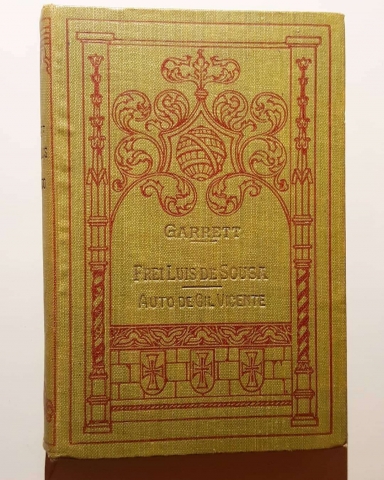 GARRETT
FREI LUIS DE SOUSA
AUTO DE GIL VICENTE